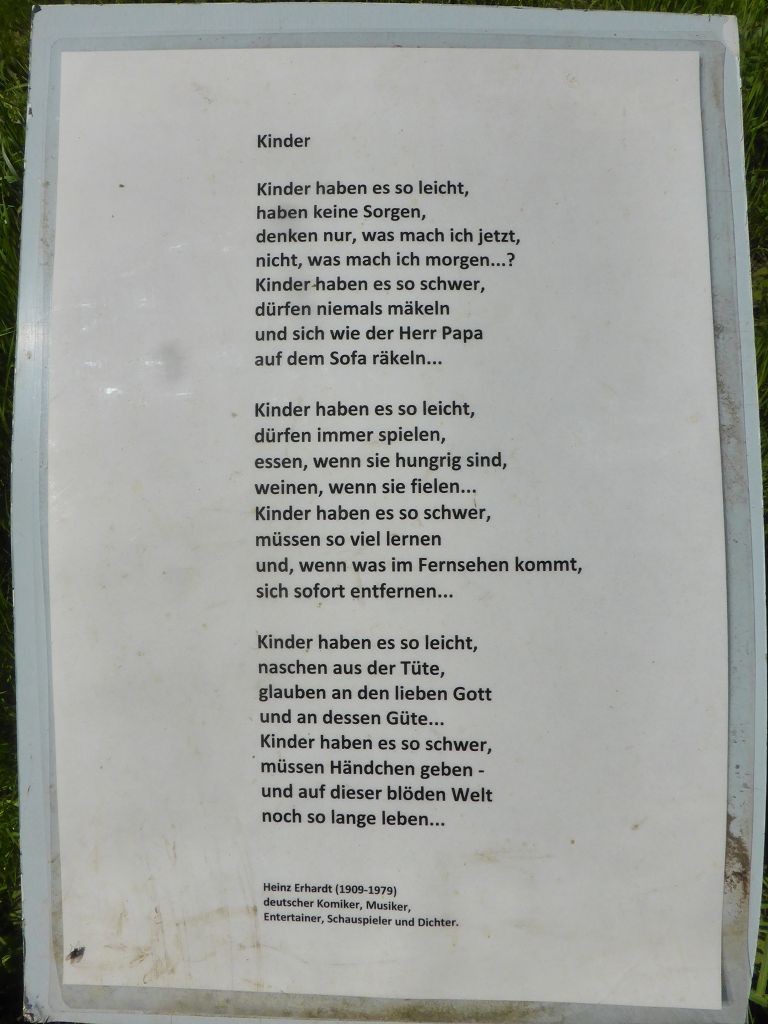 Kinder
Kinder haben es so leicht,
haben keine Sorgen,
denken nur, was mach ich jetzt,
nicht, was mach ich morgen...?
Kinder haben es so schwer,
dürfen niemals mäkeln
und sich wie der Herr Papa
auf dem Sofa räkeln...
Kinder haben es so leicht,
dürfen immer spielen,
essen, wenn sie hungrig sind,
weinen, wenn sie fielen...
Kinder haben es so schwer,
müssen so viel lernen
und, wenn was im Fernsehen kommt,
sich sofort entfernen...
Kinder haben es so leicht,
naschen aus der Tüte,
glauben an den lieben Gott
und an dessen Güte...
Kinder haben es so schwer,
müssen Händchen geben -
und auf dieser blöden Welt
noch so lange leben...
Heinz Erhardt (1909-1979)
deutscher Komiker, Musiker,
Entertainer, Schauspieler und Dichter.